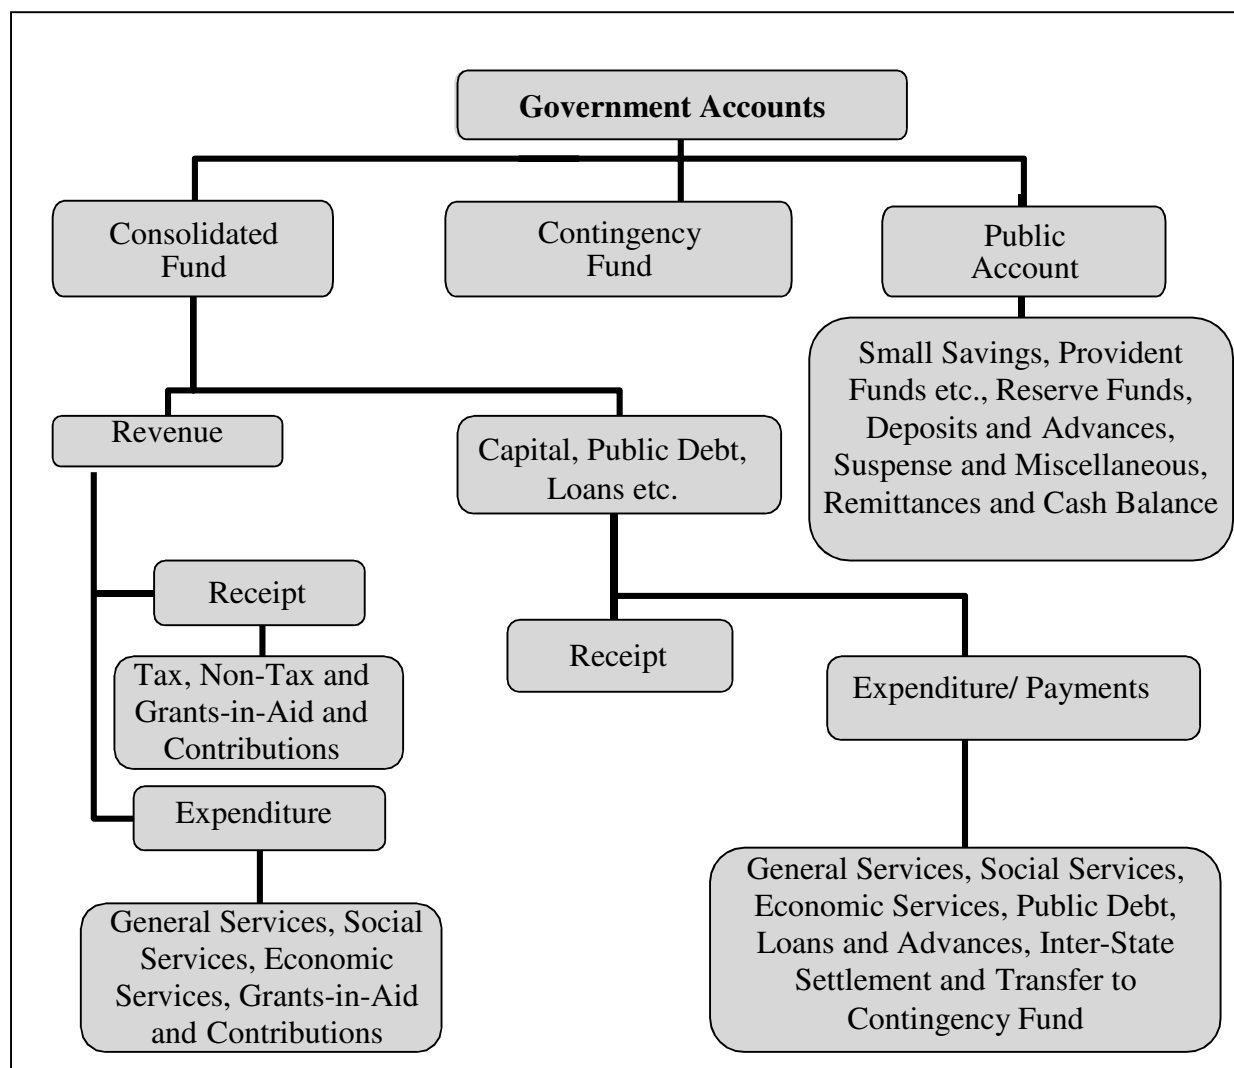 Government Accounts
Consolidated
Fund
Contingency
Fund
Public
Account
Small Savings, Provident
Funds etc., Reserve Funds,
Deposits and Advances,
Suspense and Miscellaneous,
Remittances and Cash Balance
Revenue
Capital, Public Debt,
Loans etc.
Receipt
Tax, Non-Tax and
Grants-in-Aid and
Contributions
Receipt
Expenditure/ Payments
Expenditure
General Services, Social
Services, Economic
Services, Grants-in-Aid
and Contributions
General Services, Social Services,
Economic Services, Public Debt,
Loans and Advances, Inter-State
Settlement and Transfer to
Contingency Fund